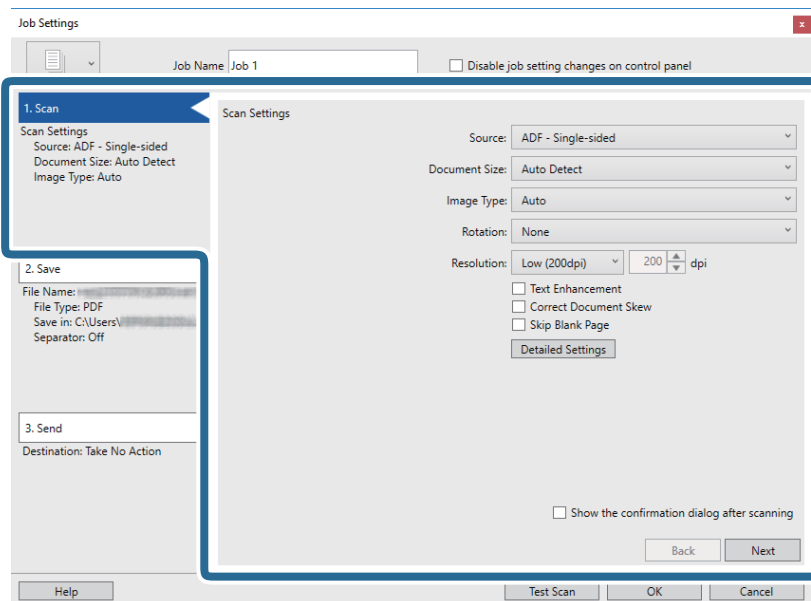 Job Settings
x
Job Name Job 1
Disable job setting changes on control panel
1. Scan
Scan Settings
Source: ADF - Single-sided
Document Size: Auto Detect
Image Type: Auto
2. Save
File Name:
File Type: PDF
Save in: C:\Users\
Separator: Off
3. Send
Destination: Take No Action
Scan Settings
Source: ADF - Single-sided
Document Size: Auto Detect
Image Type: Auto
Rotation: None
Resolution: Low (200dpi) 200 dpi
Text Enhancement
Correct Document Skew
Skip Blank Page
Detailed Settings
Show the confirmation dialog after scanning
Back Next
Help Test Scan OK Cancel